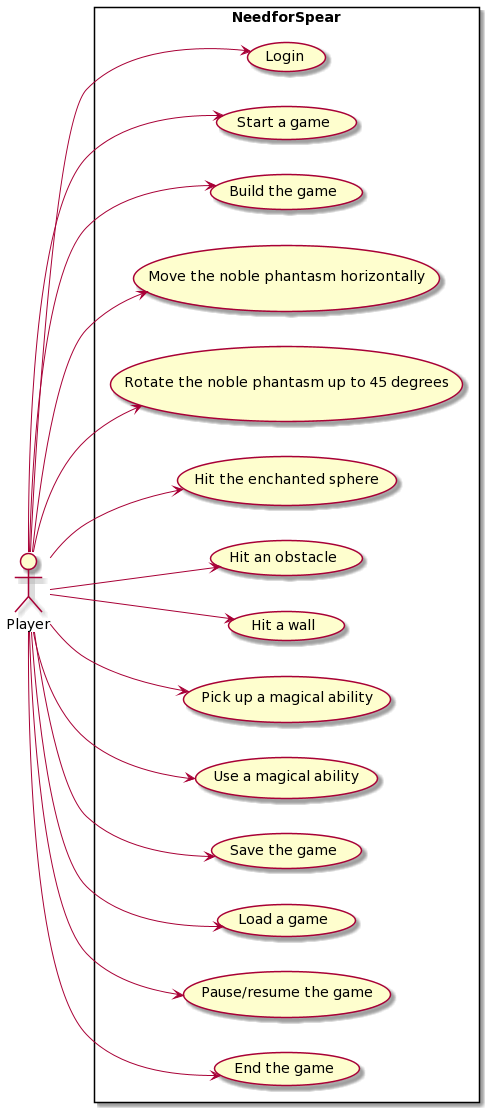 NeedforSpear
Login
Start a game
Build the game
Move the noble phantasm horizontally
Rotate the noble phantasm up to 45 degrees
Hit the enchanted sphere
Hit an obstacle
Hit a wall
Player
Pick up a magical ability
Use a magical ability
Save the game
Load a game
Pause/resume the game
End the game